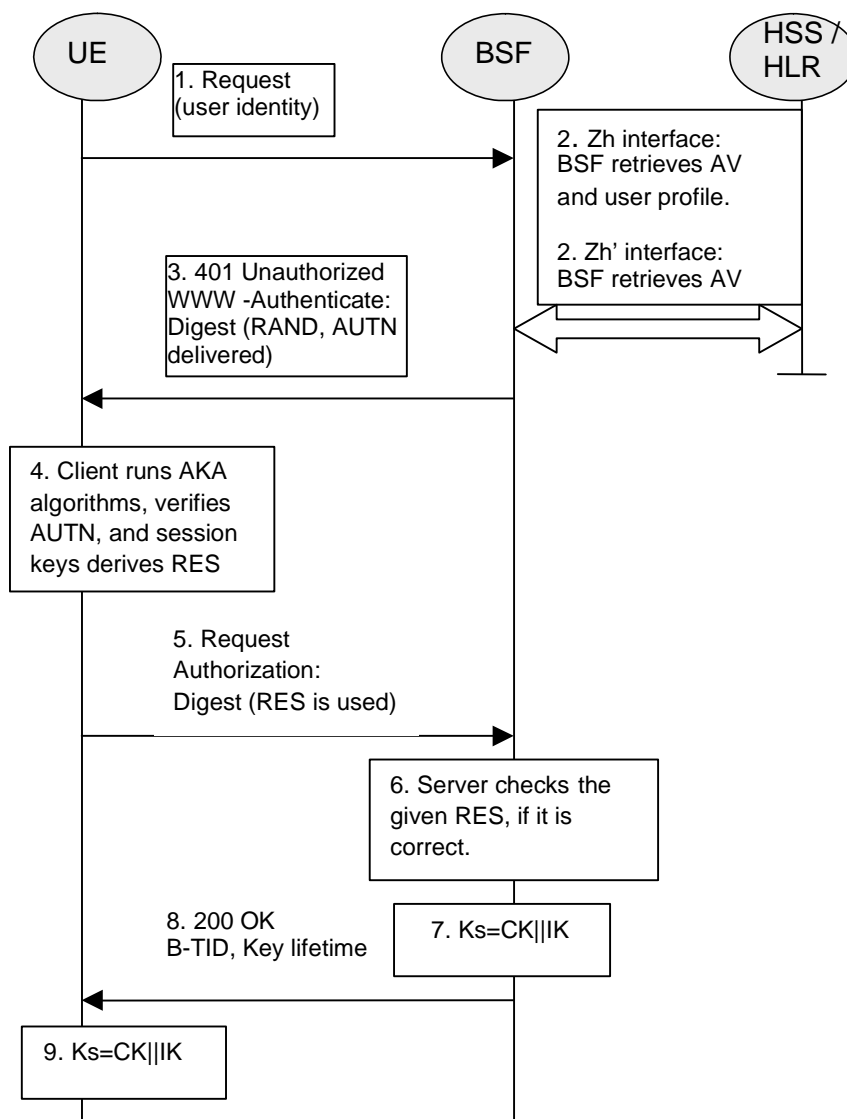 UE
BSF
HSS /
HLR
1. Request
(user identity)
2. Zh interface:
BSF retrieves AV
and user profile.
2. Zh’ interface:
BSF retrieves AV
3. 401 Unauthorized
WWW -Authenticate:
Digest (RAND, AUTN
delivered)
4. Client runs AKA
algorithms, verifies
AUTN, and session
keys derives RES
5. Request
Authorization:
Digest (RES is used)
6. Server checks the
given RES, if it is
correct.
7. Ks=CK||IK
8. 200 OK
B-TID, Key lifetime
9. Ks=CK||IK